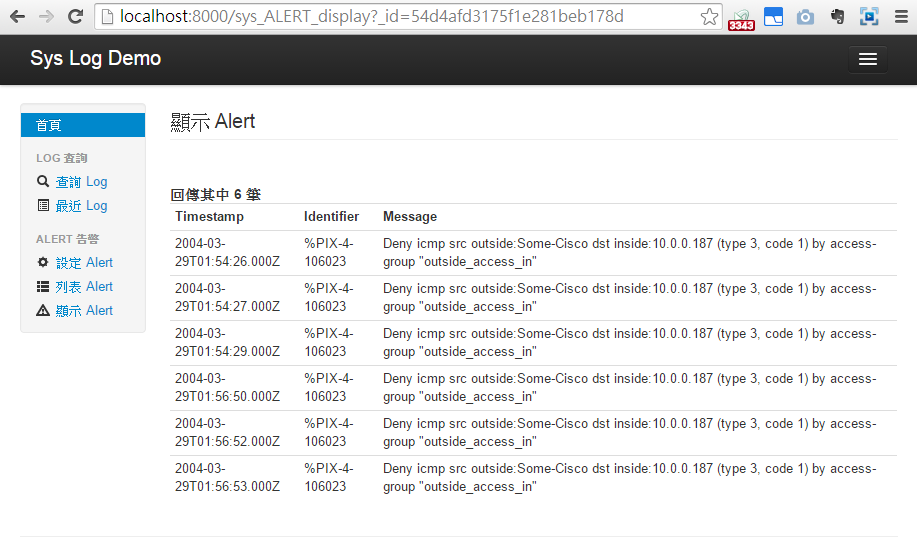 localhost:8000/sys_ALERT_display?_id=54d4afd3175f1e281beb178d
3343
Sys Log Demo
首頁
LOG 查詢
查詢 Log
最近 Log
ALERT 告警
設定 Alert
列表 Alert
顯示 Alert
顯示 Alert
回傳其中 6 筆
Timestamp Identifier Message
2004-03- %PIX-4- Deny icmp src outside:Some-Cisco dst inside:10.0.0.187 (type 3, code 1) by access-
29T01:54:26.000Z 106023 group "outside_access_in"
2004-03- %PIX-4- Deny icmp src outside:Some-Cisco dst inside:10.0.0.187 (type 3, code 1) by access-
29T01:54:27.000Z 106023 group "outside_access_in"
2004-03- %PIX-4- Deny icmp src outside:Some-Cisco dst inside:10.0.0.187 (type 3, code 1) by access-
29T01:54:29.000Z 106023 group "outside_access_in"
2004-03- %PIX-4- Deny icmp src outside:Some-Cisco dst inside:10.0.0.187 (type 3, code 1) by access-
29T01:56:50.000Z 106023 group "outside_access_in"
2004-03- %PIX-4- Deny icmp src outside:Some-Cisco dst inside:10.0.0.187 (type 3, code 1) by access-
29T01:56:52.000Z 106023 group "outside_access_in"
2004-03- %PIX-4- Deny icmp src outside:Some-Cisco dst inside:10.0.0.187 (type 3, code 1) by access-
29T01:56:53.000Z 106023 group "outside_access_in"